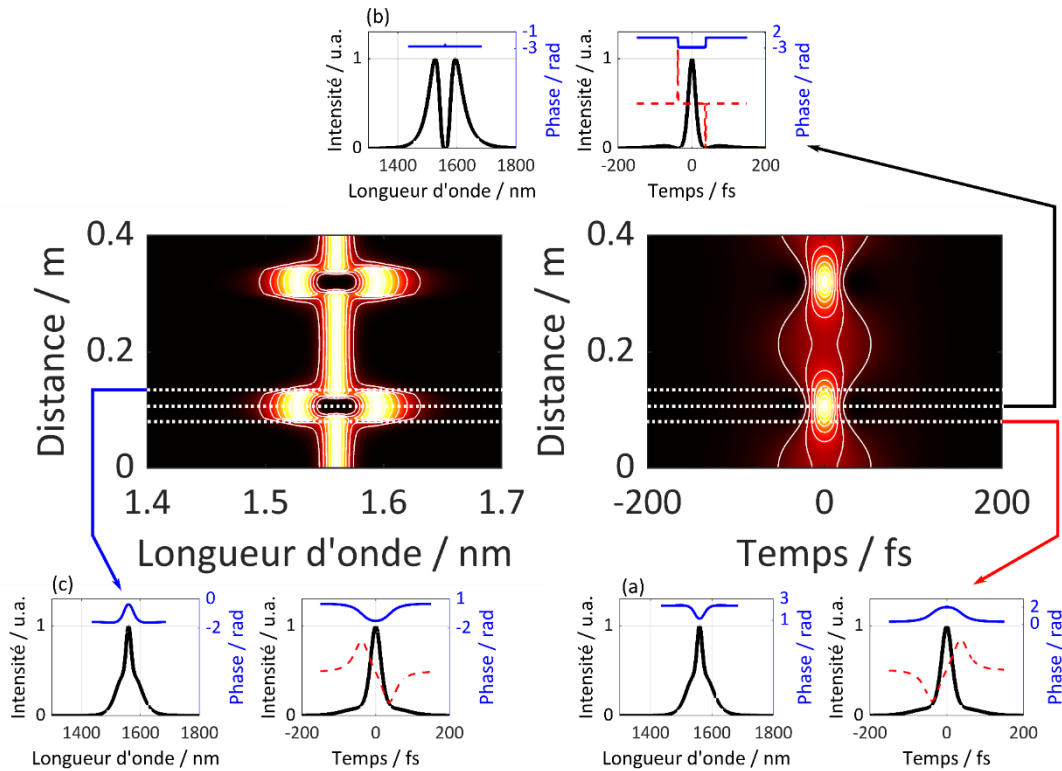 (b)
Intensité / u.a.
1
0
1400 1600 1800
Longueur d'onde / nm
-1
-3
Phase / rad
Intensité / u.a.
1
0
-200 0 200
Temps / fs
2
-3
Phase / rad
Distance / m
0.4
0.2
0
1.4 1.5 1.6 1.7
Longueur d'onde / nm
0.4
0.2
0
-200 0 200
Distance / m
Temps / fs
(c)
Intensité / u.a.
1
0
1400 1600 1800
Longueur d'onde / nm
0
-2
Phase / rad
Intensité / u.a.
1
0
-200 0 200
Temps / fs
1
-2
Phase / rad
(a)
Intensité / u.a.
1
0
1400 1600 1800
Longueur d'onde / nm
3
1
Phase / rad
Intensité / u.a.
1
0
-200 0 200
Temps / fs
2
0
Phase / rad